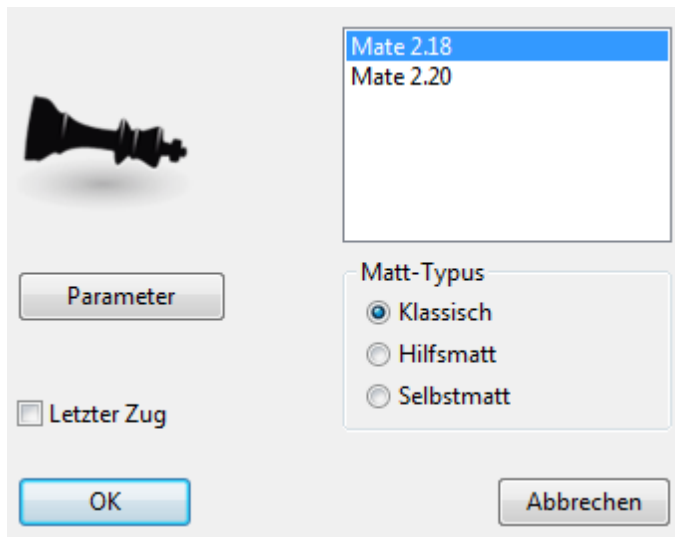 Mate 2.18
Mate 2.20
Parameter
Matt-Typus
Klassisch
Hilfsmatt
Selbstmatt
Letzter Zug
OK
Abbrechen